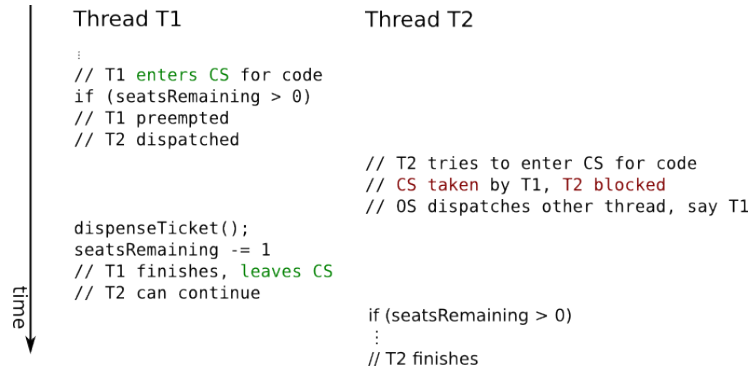 Thread T1
⋮
// T1 enters CS for code
if (seatsRemaining > 0)
// T1 preempted
// T2 dispatched
dispenseTicket();
seatsRemaining -= 1
// T1 finishes, leaves CS
// T2 can continue
Thread T2
// T2 tries to enter CS for code
// CS taken by T1, T2 blocked
// OS dispatches other thread, say T1
if (seatsRemaining > 0)
⋮
// T2 finishes
time